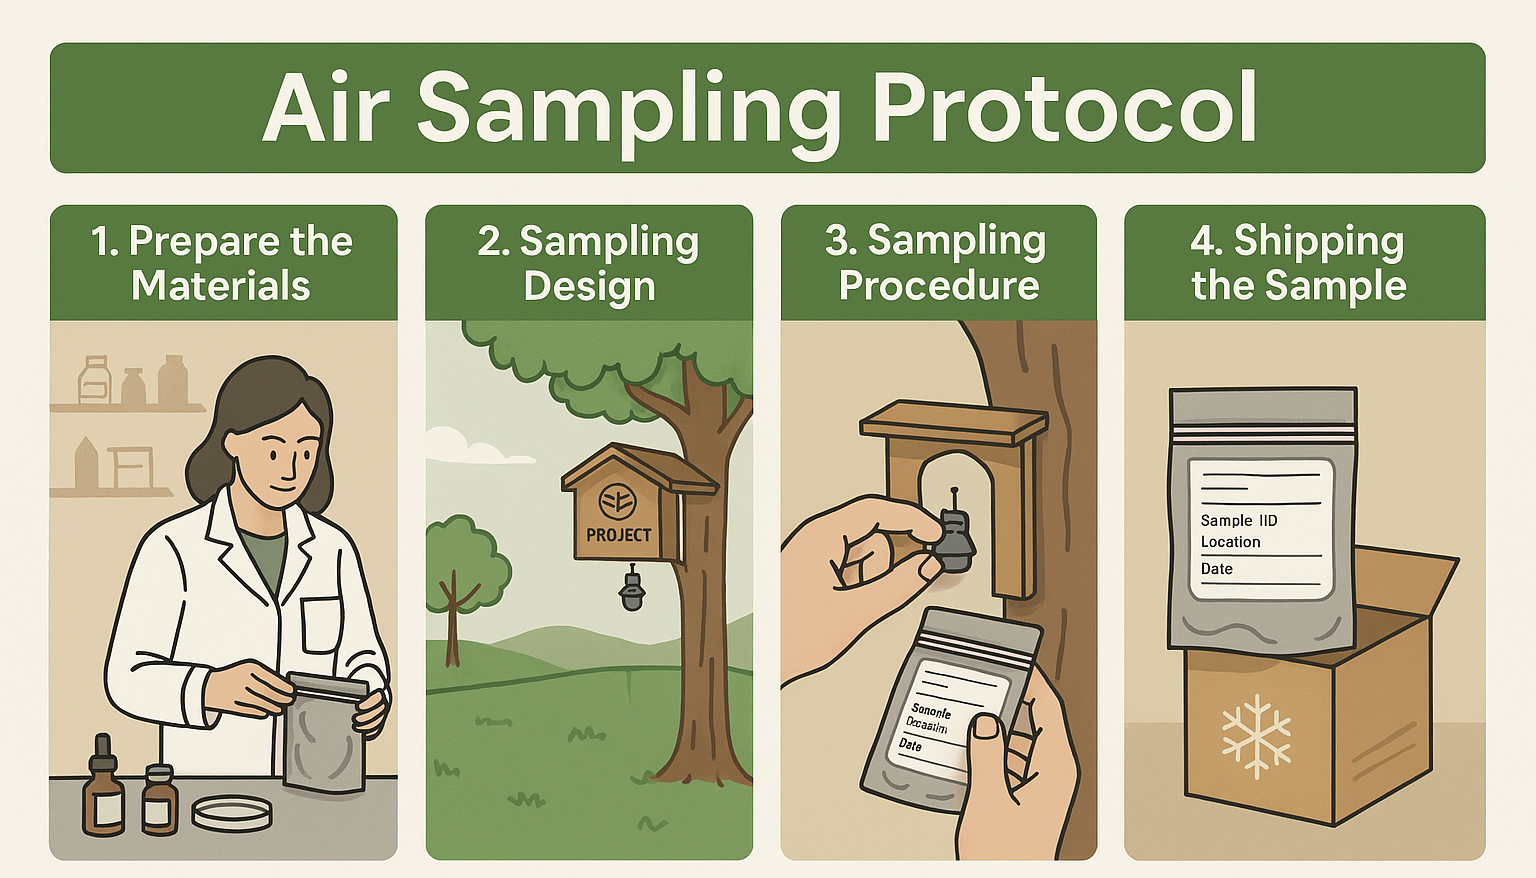 Air Sampling Protocol
1. Prepare the
Materials
2. Sampling
Design
PROJECT
3. Sampling
Procedure
Date
4. Shipping
the Sample
Sample IID
Location
Date